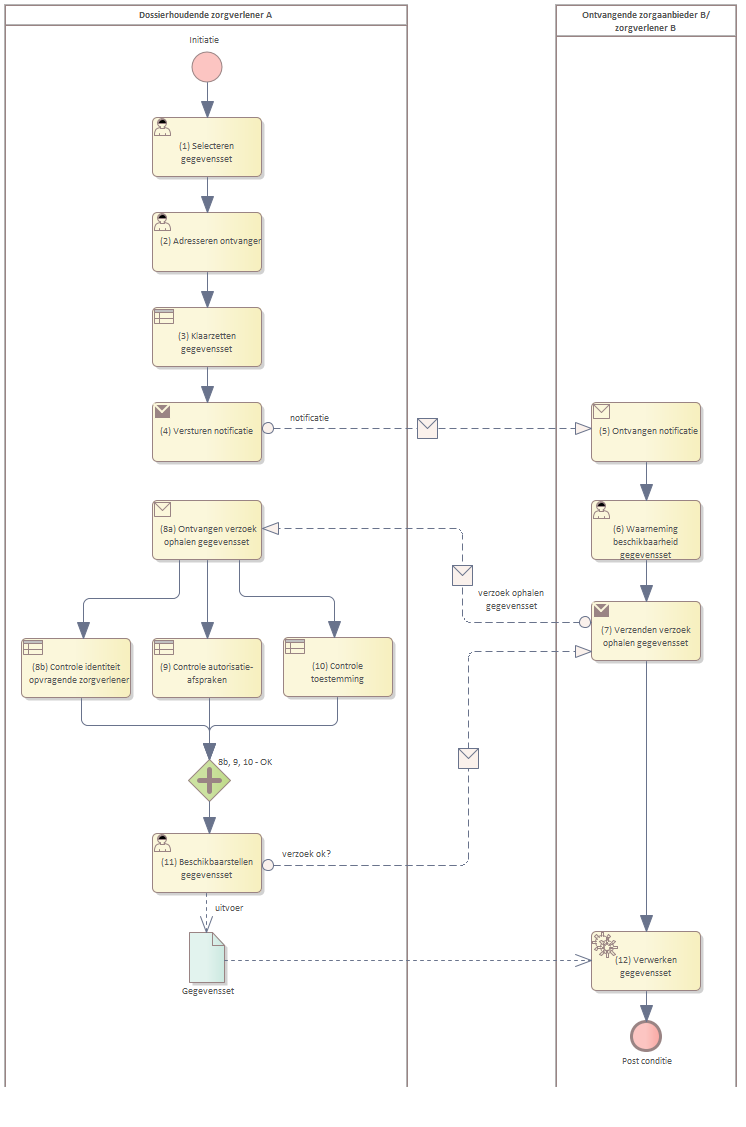 Dossierhoudende zorgverlener A
Ontvangende zorgaanbieder B/
zorgverlener B
Initiatie
(1) Selecteren
gegevensset
(2) Adresseren ontvanger
(3) Klaarzetten
gegevensset
(4) Versturen notificatie
notificatie
(5) Ontvangen notificatie
(8a) Ontvangen verzoek
ophalen gegevensset
(6) Waarneming
beschikbaarheid
gegevensset
verzoek ophalen
gegevensset
(7) Verzenden verzoek
ophalen gegevensset
(8b) Controle identiteit
opvragende zorgverlener
(9) Controle autorisatie-
afspraken
(10) Controle
toestemming
8b, 9, 10 - OK
(11) Beschikbaarstellen
gegevensset
verzoek ok?
uitvoer
Gegevensset
(12) Verwerken
gegevensset
Post conditie